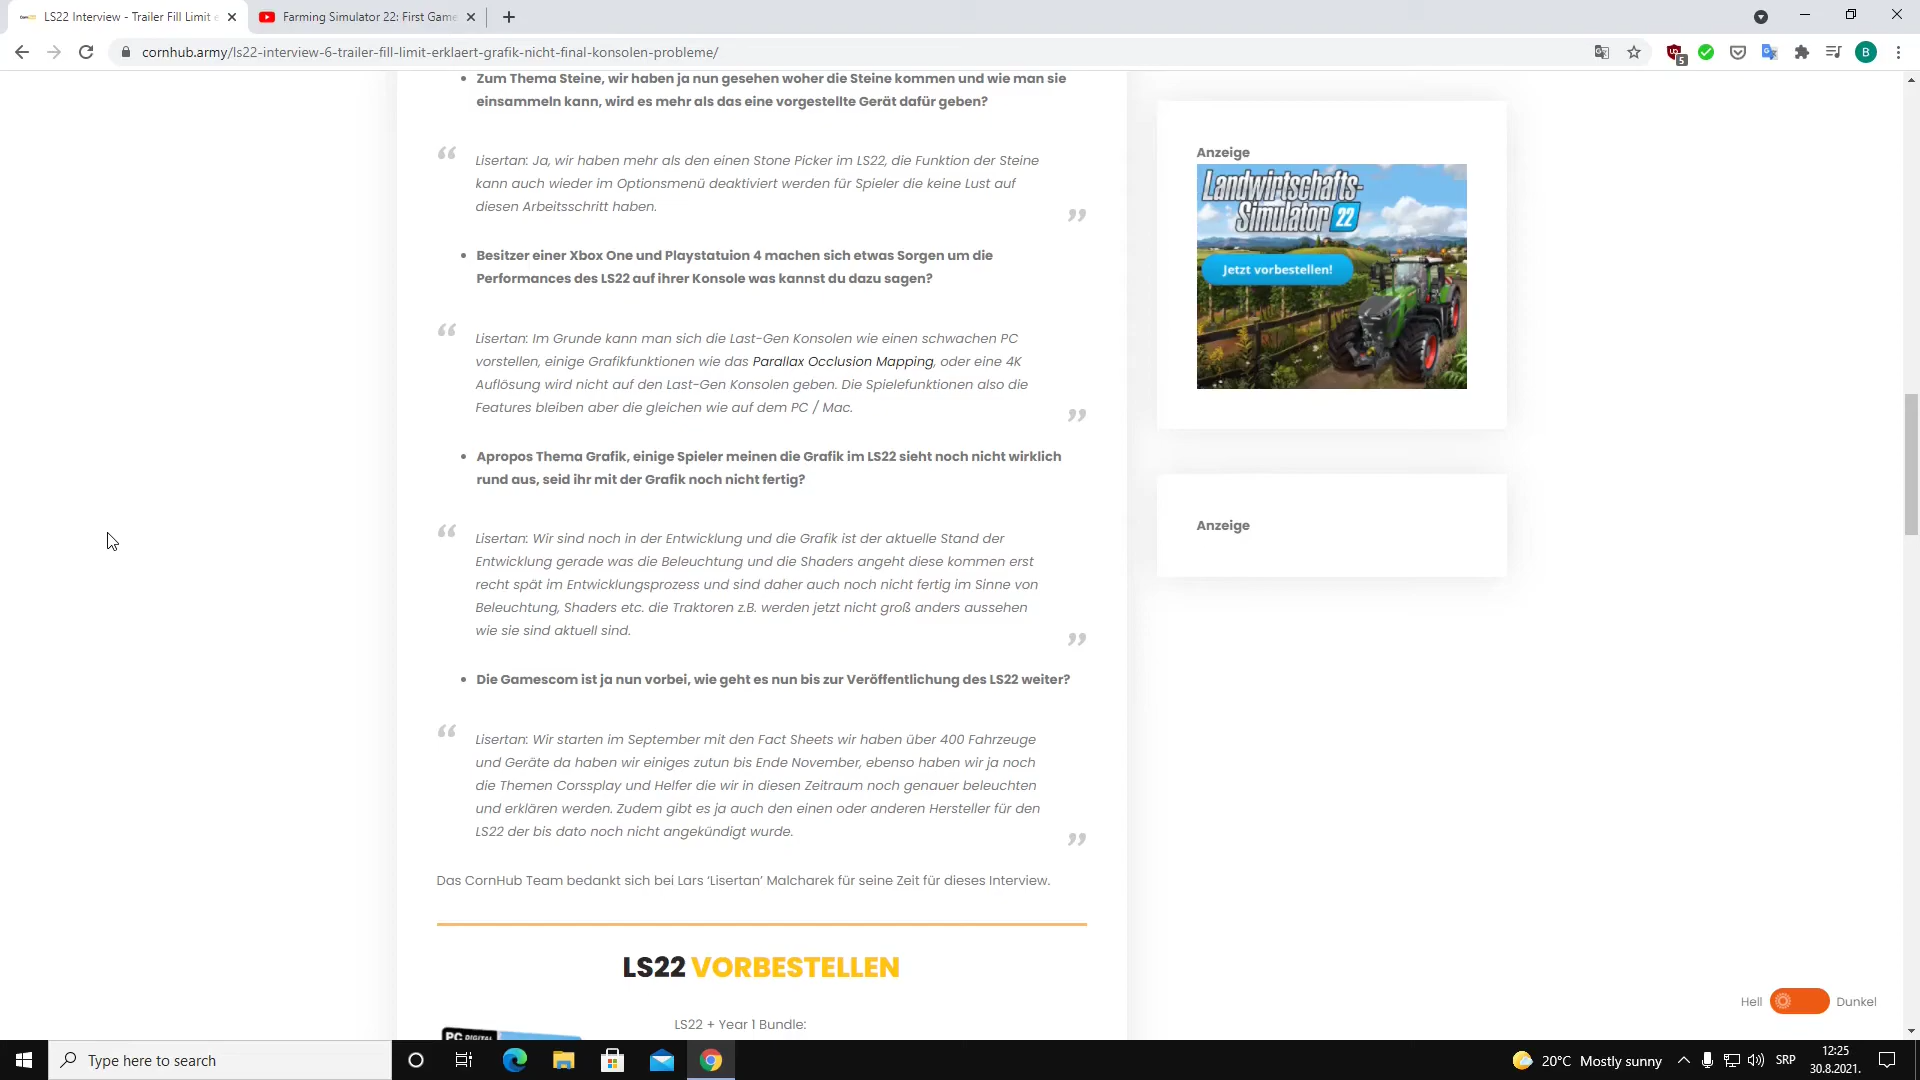 LS22 Interview - Trailer Fill Limit e
Farming Simulator 22: First Game
cornhub.army/ls22-interview-6-trailer-fill-limit-erklaert-grafik-nicht-final-konsolen-probleme/
5
B
Zum Thema Steine, wir haben ja nun gesehen woher die Steine kommen und wie man sie
einsammeln kann, wird es mehr als das eine vorgestellte Gerät dafür geben?
Lisertan: Ja, wir haben mehr als den einen Stone Picker im LS22, die Funktion der Steine
kann auch wieder im Optionsmenü deaktiviert werden für Spieler die keine Lust auf
diesen Arbeitsschritt haben.
Besitzer einer Xbox One und Playstatuion 4 machen sich etwas Sorgen um die
Performances des LS22 auf ihrer Konsole was kannst du dazu sagen?
Lisertan: Im Grunde kann man sich die Last-Gen Konsolen wie einen schwachen PC
vorstellen, einige Grafikfunktionen wie das Parallax Occlusion Mapping, oder eine 4K
Auflösung wird nicht auf den Last-Gen Konsolen geben. Die Spielefunktionen also die
Features bleiben aber die gleichen wie auf dem PC / Mac.
Apropos Thema Grafik, einige Spieler meinen die Grafik im LS22 sieht noch nicht wirklich
rund aus, seid ihr mit der Grafik noch nicht fertig?
Lisertan: Wir sind noch in der Entwicklung und die Grafik ist der aktuelle Stand der
Entwicklung gerade was die Beleuchtung und die Shaders angeht diese kommen erst
recht spät im Entwicklungsprozess und sind daher auch noch nicht fertig im Sinne von
Beleuchtung, Shaders etc. die Traktoren z.B. werden jetzt nicht groß anders aussehen
wie sie sind aktuell sind.
Die Gamescom ist ja nun vorbei, wie geht es nun bis zur Veröffentlichung des LS22 weiter?
Lisertan: Wir starten im September mit den Fact Sheets wir haben über 400 Fahrzeuge
und Geräte da haben wir einiges zutun bis Ende November, ebenso haben wir ja noch
die Themen Corssplay und Helfer die wir in diesen Zeitraum noch genauer beleuchten
und erklären werden. Zudem gibt es ja auch den einen oder anderen Hersteller für den
LS22 der bis dato noch nicht angekündigt wurde.
Das CornHub Team bedankt sich bei Lars ‘Lisertan’ Malcharek für seine Zeit für dieses Interview.
LS22 VORBESTELLEN
LS22 + Year 1 Bundle:
PC DIGITAL
Anzeige
Landwirtschafts-
Simulator 22
Jetzt vorbestellen!
Anzeige
Hell Dunkel
Type here to search
20°C Mostly sunny
SRP
12:25
30.8.2021.